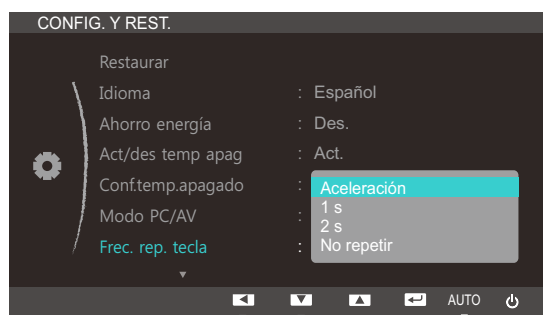 CONFIG. Y REST.
Restaurar
Idioma : Español
Ahorro energía : Des.
Act/des temp apag : Act.
Conf.temp.apagado :
Aceleración
1 s
Modo PC/AV :
2 s
Frec. rep. tecla :
No repetir
AUTO